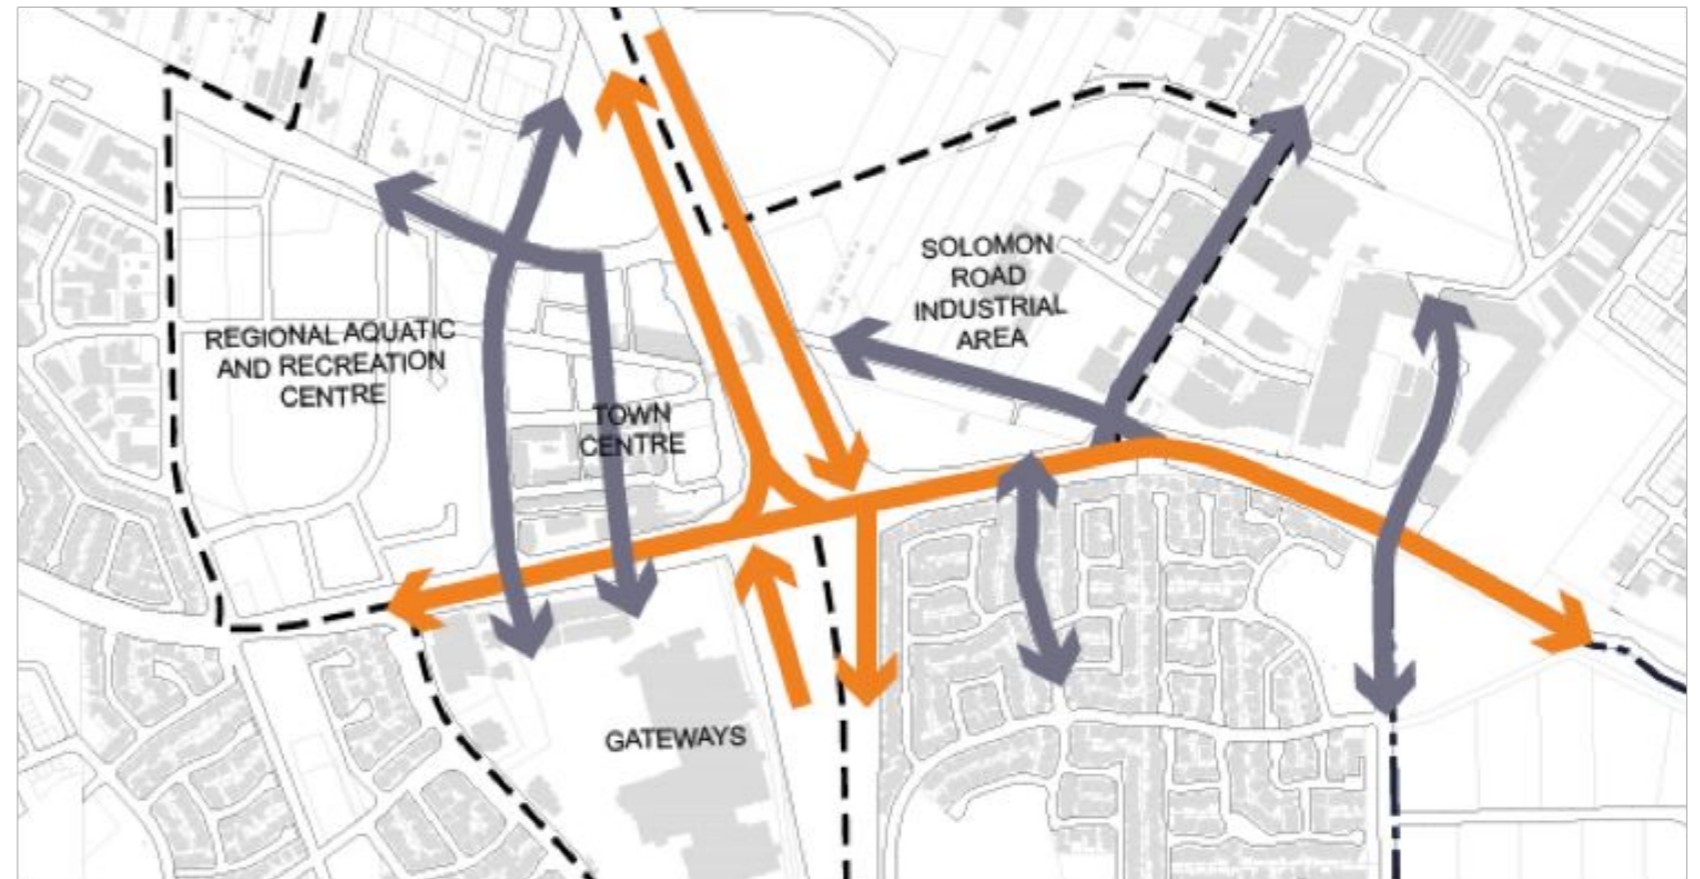 SOLOMON
ROAD
INDUSTRIAL
AREA
REGIONAL AQUATIC
AND RECREATION
CENTRE
TOWN
CENTRE
GATEWAYS